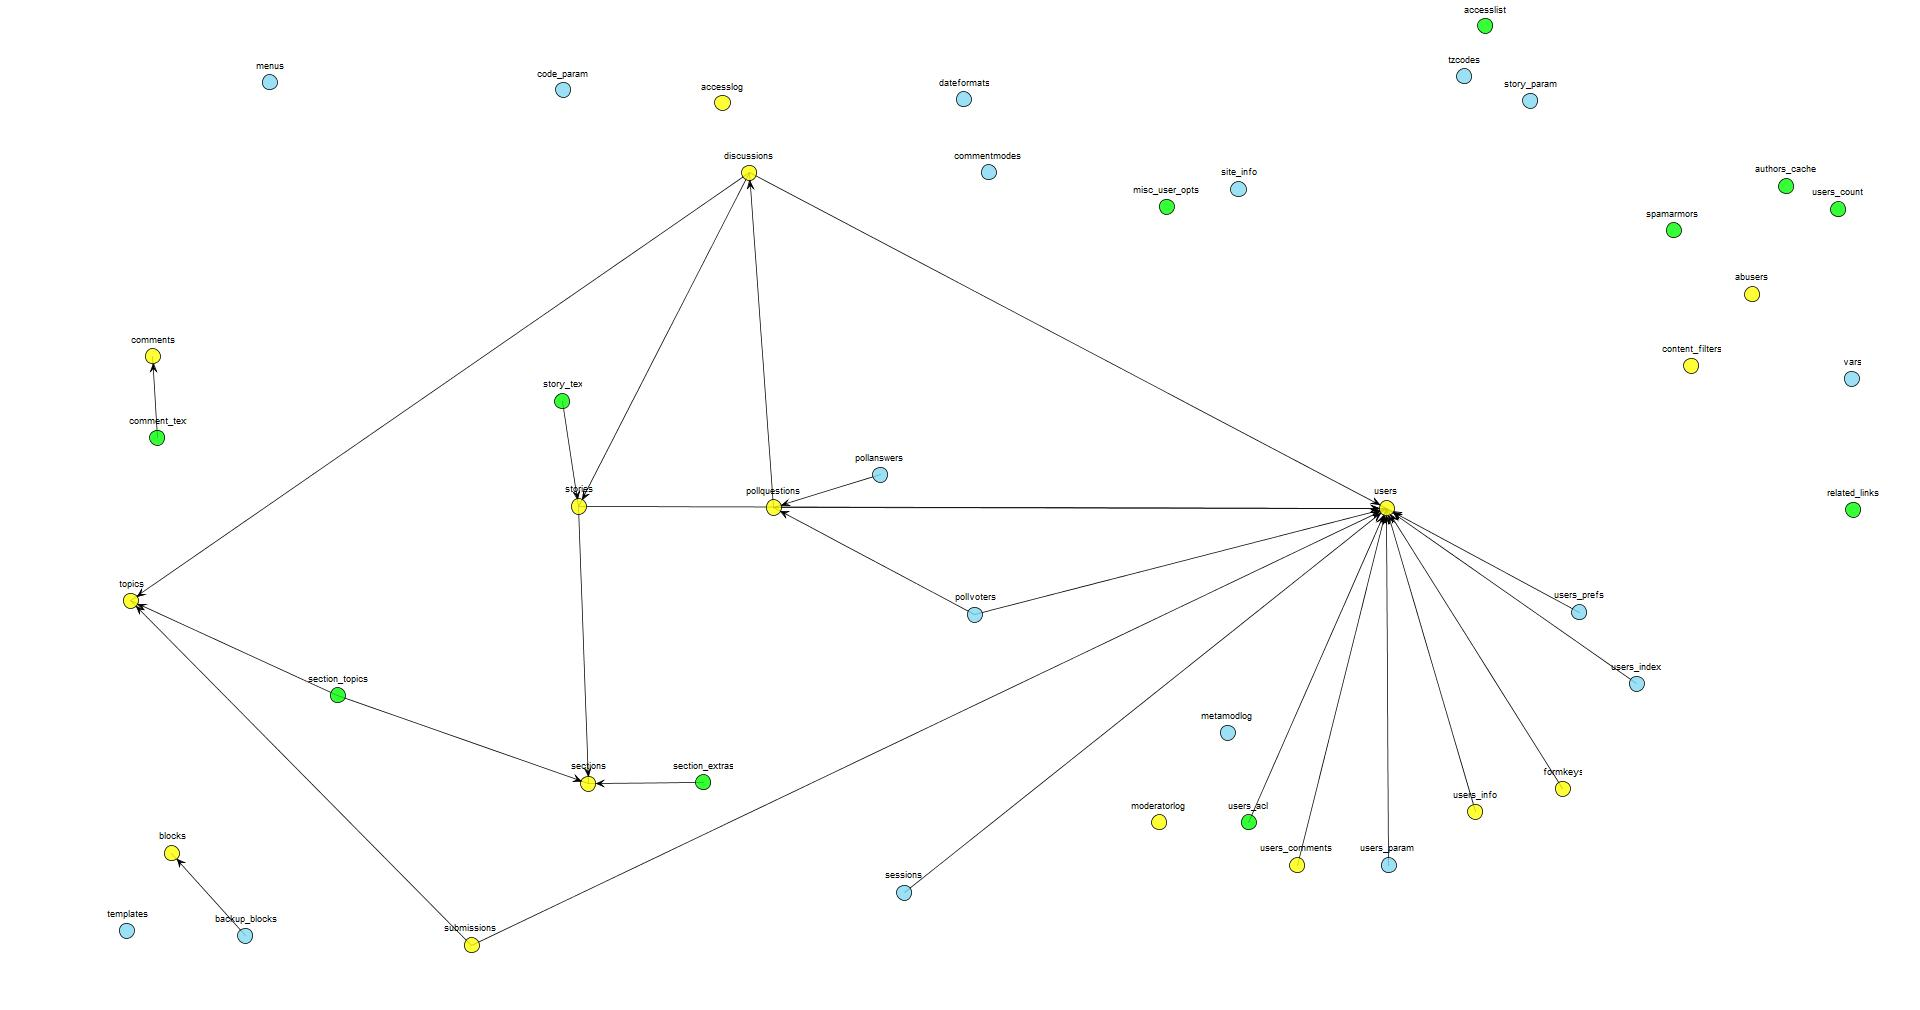 accesslist
menus
tzcodes
code_param
dateformats
story_param
accesslog
discussions
commentmodes
authors_cache
site_info
misc_user_opts
users_count
spamarmors
abusers
comments
content_filters
vars
story_tex
comment_tex
pollanswers
stories
pollquestions
users
related_links
topics
users_prefs
pollvoters
users_index
section_topics
metamodlog
sections
section_extras
formkeys
users_info
moderatorlog
users_acl
blocks
users_comments
users_param
sessions
templates
backup_blocks
submissions